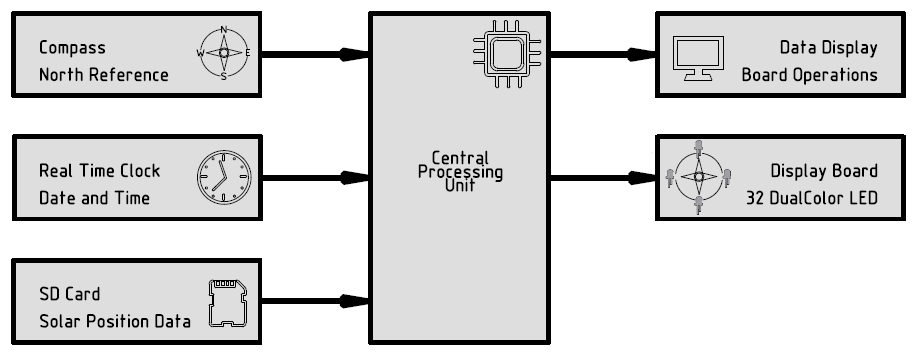 Compass
North Reference
N
W E
S
Real Time Clock
Date and Time
SD Card
Solar Position Data
Central
Processing
Unit
Data Display
Board Operations
Display Board
32 DualColor LED